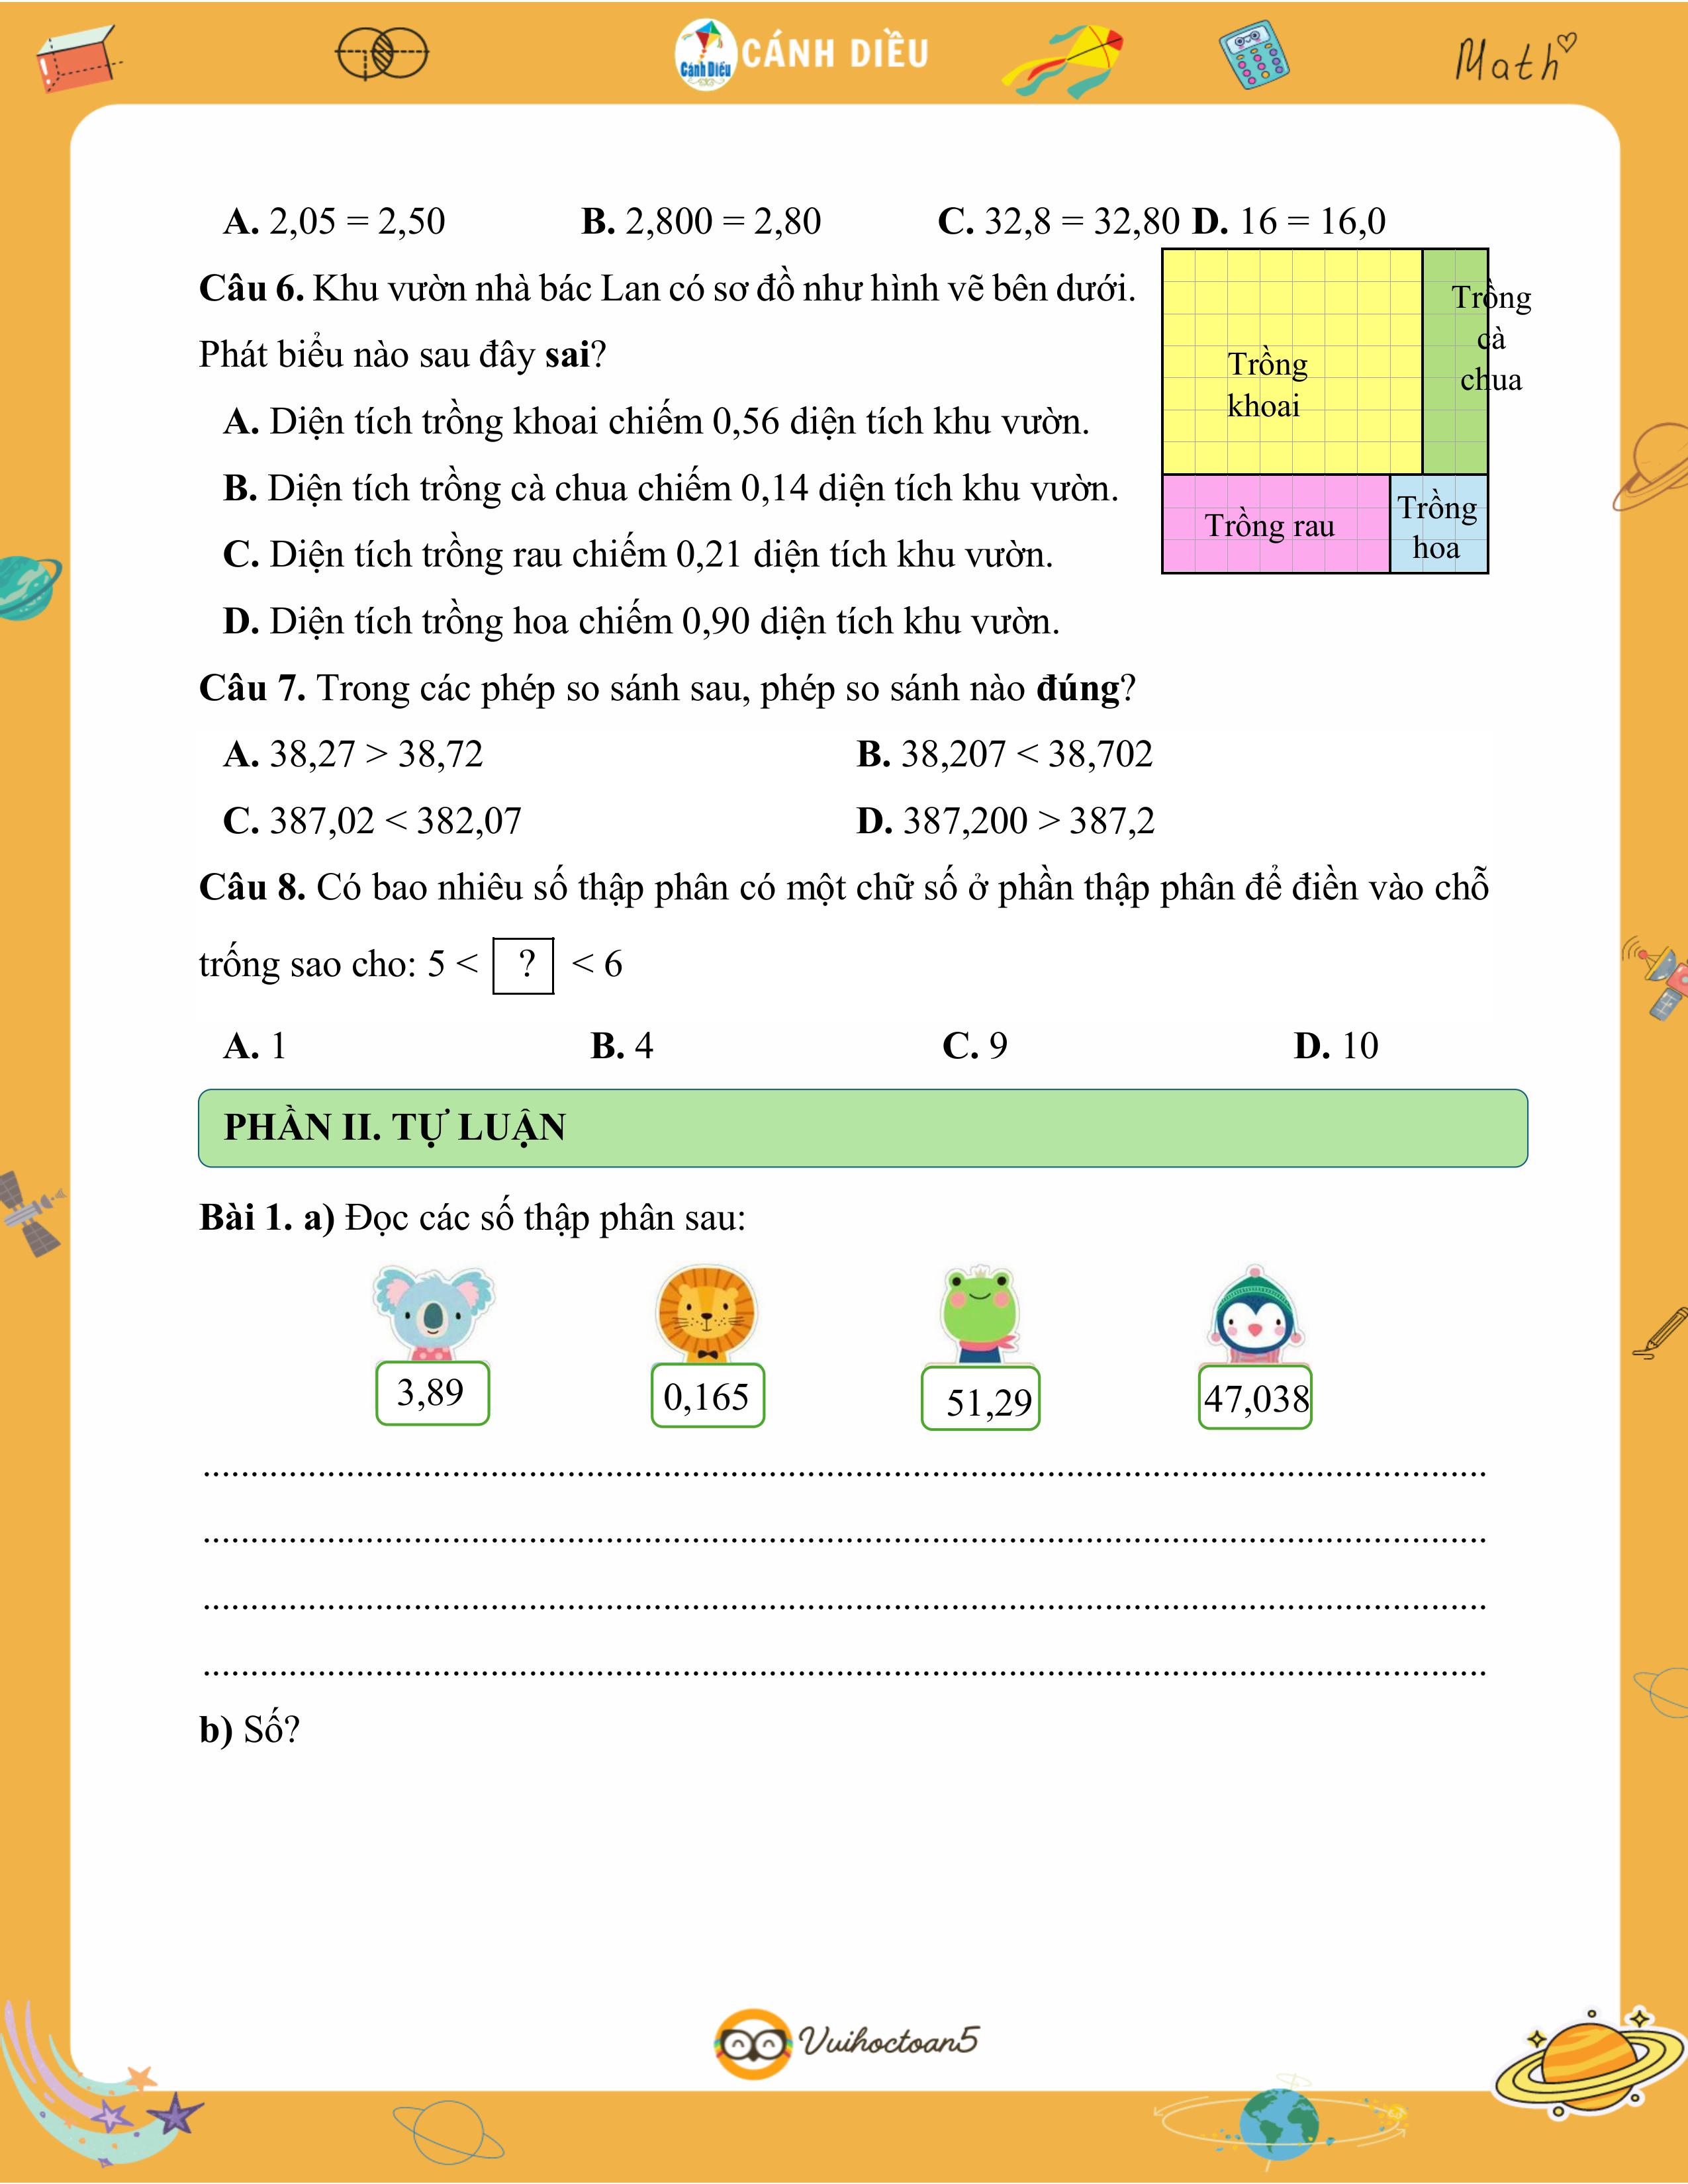 Cánh Diều CÁNH DIỀU
Math
A. 2,05 = 2,50 B. 2,800 = 2,80 C. 32,8 = 32,80 D. 16 = 16,0
Câu 6. Khu vườn nhà bác Lan có sơ đồ như hình vẽ bên dưới.
Phát biểu nào sau đây sai?
A. Diện tích trồng khoai chiếm 0,56 diện tích khu vườn.
B. Diện tích trồng cà chua chiếm 0,14 diện tích khu vườn.
C. Diện tích trồng rau chiếm 0,21 diện tích khu vườn.
D. Diện tích trồng hoa chiếm 0,90 diện tích khu vườn.
Trồng
khoai
Trồng
cà
chua
Trồng rau
Trồng
hoa
Câu 7. Trong các phép so sánh sau, phép so sánh nào đúng?
A. 38,27 > 38,72 B. 38,207 < 38,702
C. 387,02 < 382,07 D. 387,200 > 387,2
Câu 8. Có bao nhiêu số thập phân có một chữ số ở phần thập phân để điền vào chỗ
trống sao cho: 5 < ? < 6
A. 1 B. 4 C. 9 D. 10
PHẦN II. TỰ LUẬN
Bài 1. a) Đọc các số thập phân sau:
3,89 0,165 51,29 47,038
b) Số?
Vuihoctoan5